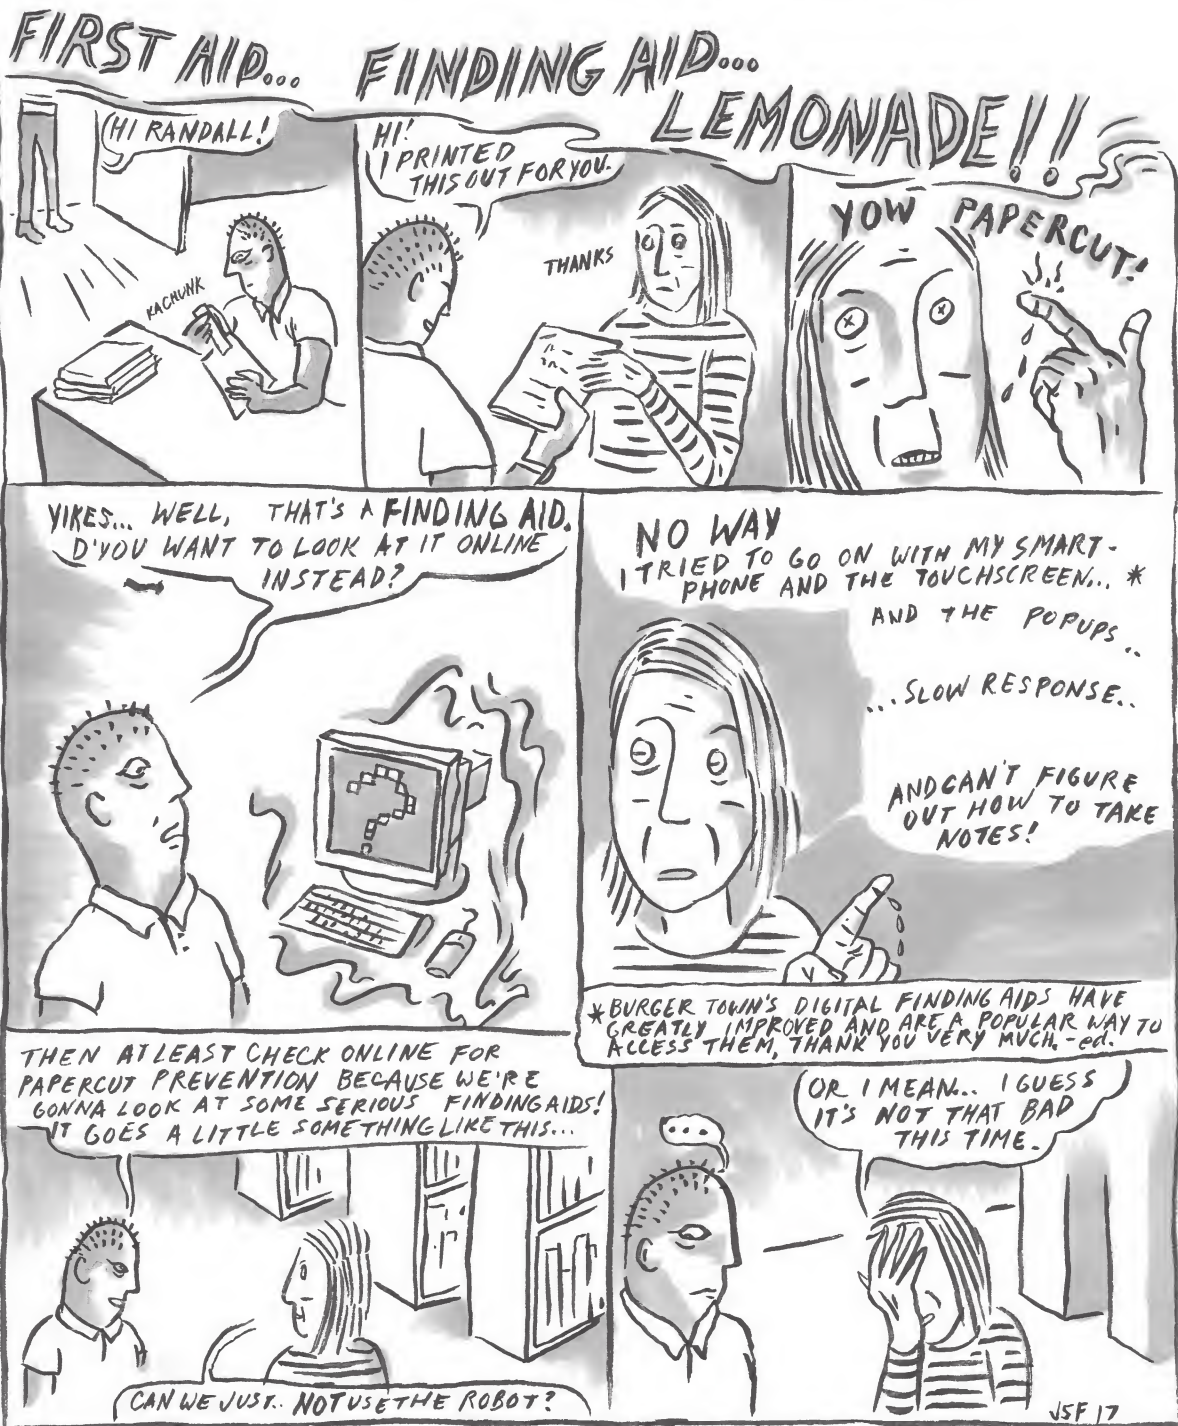 FIRST AID...
FINDING AID...
LEMONADE!!
HI RANDALL!
KACHUNK
HI!
I PRINTED
THIS OUT FOR YOU.
THANKS
YOW PAPERCUT!
YIKES... WELL, THAT'S A FINDING AID.
D'YOU WANT TO LOOK AT IT ONLINE
INSTEAD?
?
NO WAY
I TRIED TO GO ON WITH MY SMART-
PHONE AND THE TOUCHSCREEN... *
AND THE POPUPS..
...SLOW RESPONSE..
AND CAN'T FIGURE
OUT HOW TO TAKE
NOTES!
* BURGER TOWN'S DIGITAL FINDING AIDS HAVE
GREATLY IMPROVED AND ARE A POPULAR WAY TO
ACCESS THEM, THANK YOU VERY MUCH. -ed.
THEN AT LEAST CHECK ONLINE FOR
PAPERCUT PREVENTION BECAUSE WE'RE
GONNA LOOK AT SOME SERIOUS FINDING AIDS!
IT GOES A LITTLE SOMETHING LIKE THIS...
CAN WE JUST.. NOT USE THE ROBOT?
...
OR I MEAN... I GUESS
IT'S NOT THAT BAD
THIS TIME.
JSF 17